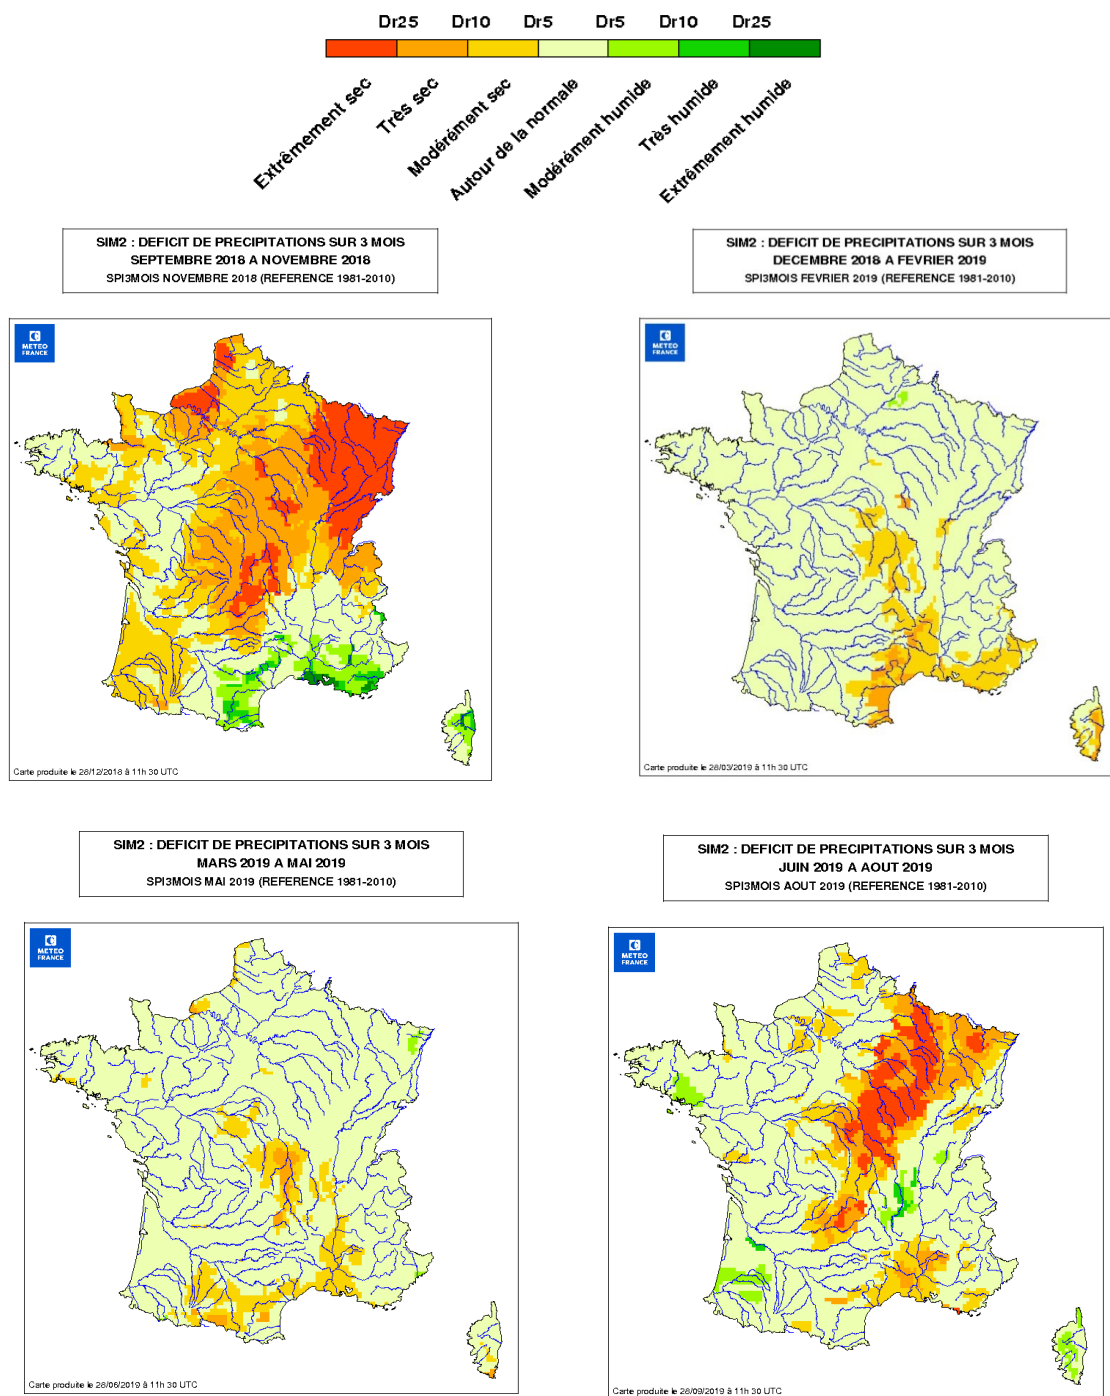 Dr25 Dr10 Dr5 Dr5 Dr10 Dr25
Extrêmement sec
Très sec
Modérément sec
Autour de la normale
Modérément humide
Très humide
Extrêmement humide
SIM2 : DEFICIT DE PRECIPITATIONS SUR 3 MOIS
SEPTEMBRE 2018 A NOVEMBRE 2018
SPI3MOIS NOVEMBRE 2018 (REFERENCE 1981-2010)
METEO
FRANCE
Carte produite le 28/12/2018 à 11h 30 UTC
SIM2 : DEFICIT DE PRECIPITATIONS SUR 3 MOIS
DECEMBRE 2018 A FEVRIER 2019
SPI3MOIS FEVRIER 2019 (REFERENCE 1981-2010)
METEO
FRANCE
Carte produite le 28/03/2019 à 11h 30 UTC
SIM2 : DEFICIT DE PRECIPITATIONS SUR 3 MOIS
MARS 2019 A MAI 2019
SPI3MOIS MAI 2019 (REFERENCE 1981-2010)
METEO
FRANCE
Carte produite le 28/06/2019 à 11h 30 UTC
SIM2 : DEFICIT DE PRECIPITATIONS SUR 3 MOIS
JUIN 2019 A AOUT 2019
SPI3MOIS AOUT 2019 (REFERENCE 1981-2010)
METEO
FRANCE
Carte produite le 28/09/2019 à 11h 30 UTC